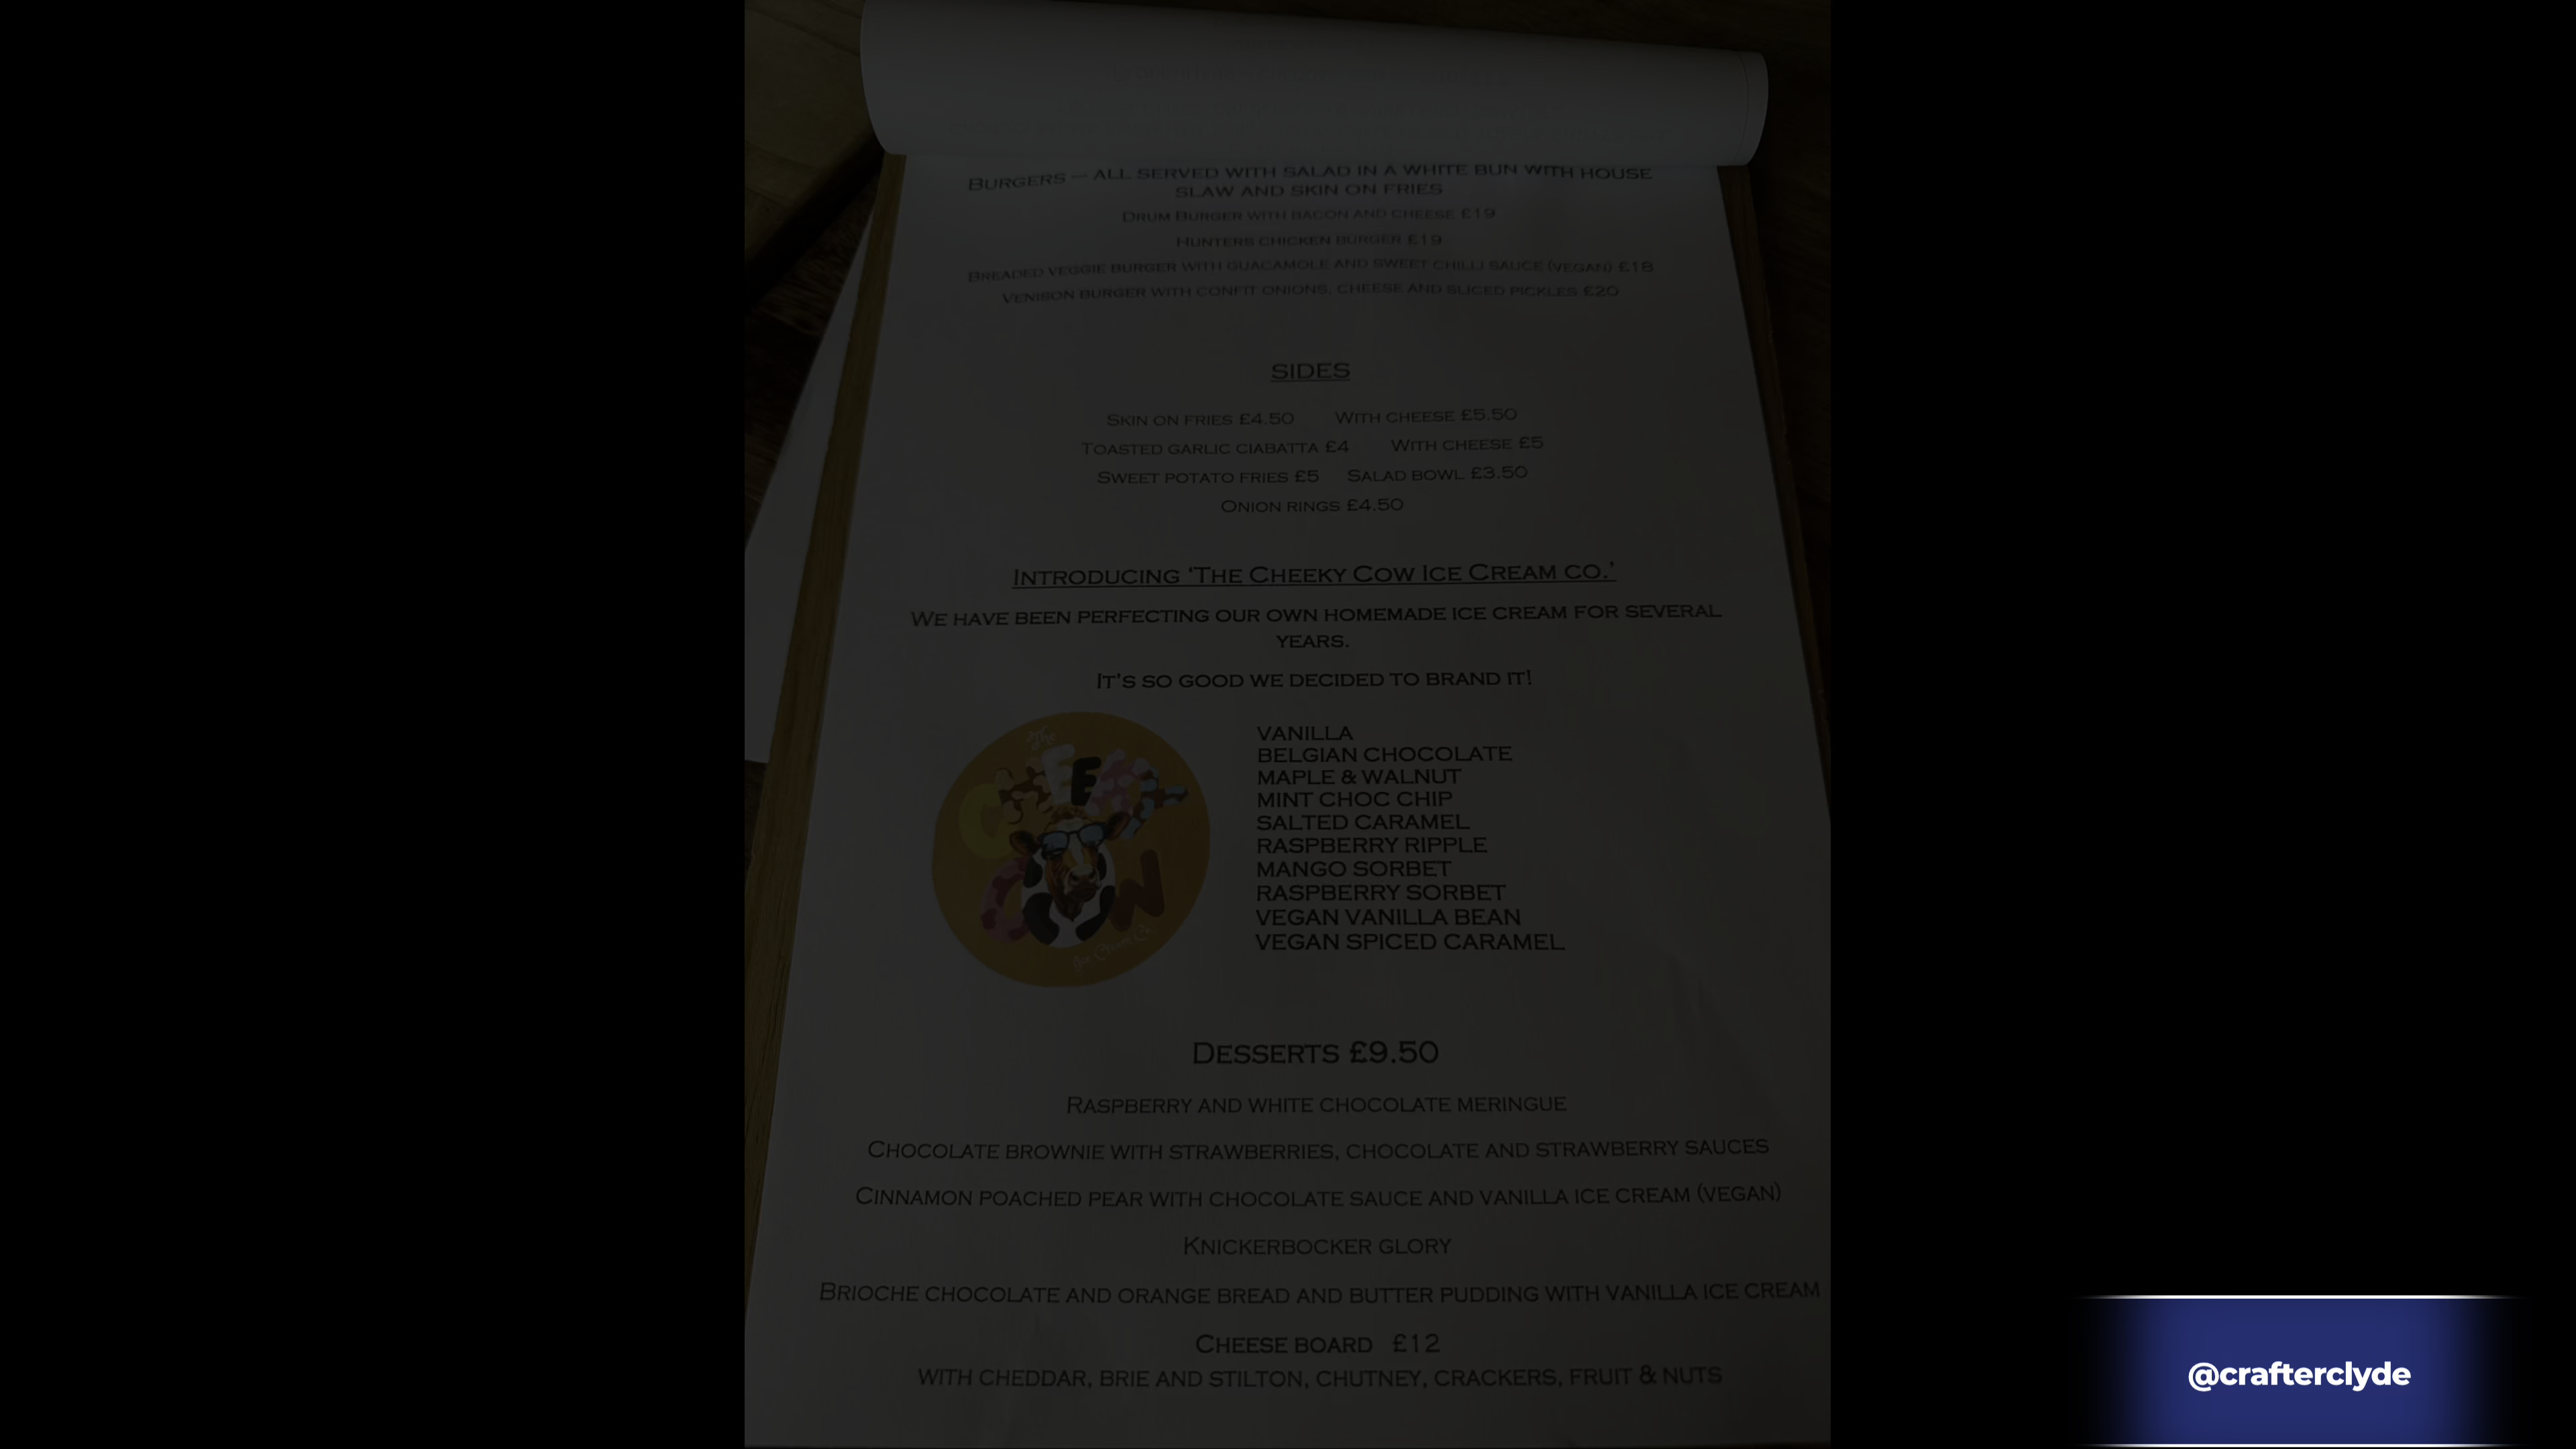 Burgers — all served with salad in a white bun with house
slaw and skin on fries
Drum Burger with bacon and cheese £19
Hunters chicken burger £19
Breaded veggie burger with guacamole and sweet chilli sauce (vegan) £18
Venison burger with confit onions, cheese and sliced pickles £20
SIDES
Skin on fries £4.50 With cheese £5.50
Toasted garlic ciabatta £4 With cheese £5
Sweet potato fries £5 Salad bowl £3.50
Onion rings £4.50
Introducing ‘The Cheeky Cow Ice Cream co.’
We have been perfecting our own homemade ice cream for several
years.
It's so good we decided to brand it!
The
CHEEKY
COW
Ice Cream Co
VANILLA
BELGIAN CHOCOLATE
MAPLE & WALNUT
MINT CHOC CHIP
SALTED CARAMEL
RASPBERRY RIPPLE
MANGO SORBET
RASPBERRY SORBET
VEGAN VANILLA BEAN
VEGAN SPICED CARAMEL
Desserts £9.50
Raspberry and white chocolate meringue
Chocolate brownie with strawberries, chocolate and strawberry sauces
Cinnamon poached pear with chocolate sauce and vanilla ice cream (vegan)
Knickerbocker glory
Brioche chocolate and orange bread and butter pudding with vanilla ice cream
Cheese board £12
with cheddar, brie and stilton, chutney, crackers, fruit & nuts
@crafterclyde